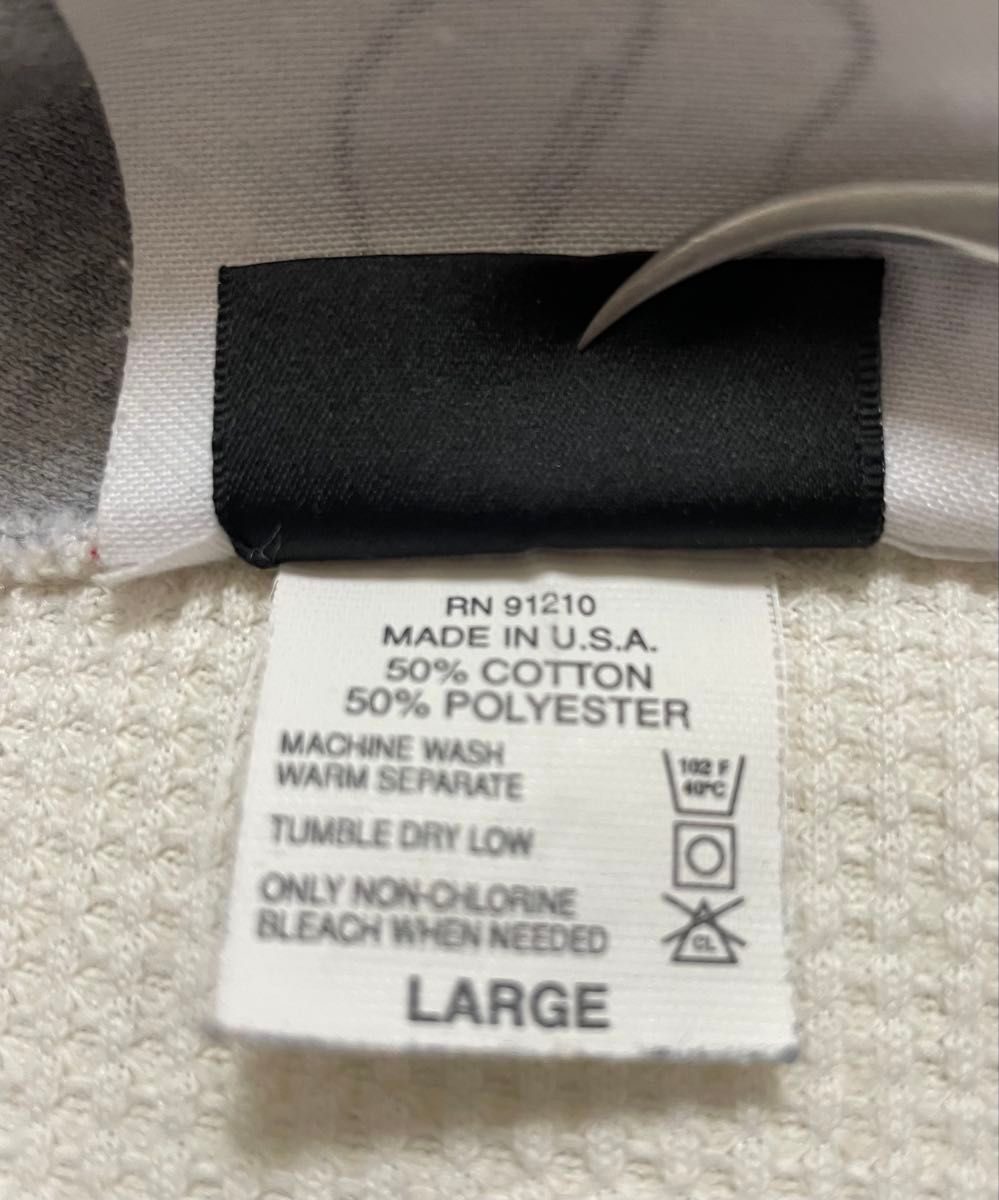 RN 91210
MADE IN U.S.A.
50% COTTON
50% POLYESTER
MACHINE WASH
WARM SEPARATE
102 F
40°C
TUMBLE DRY LOW
ONLY NON-CHLORINE
BLEACH WHEN NEEDED
CL
LARGE